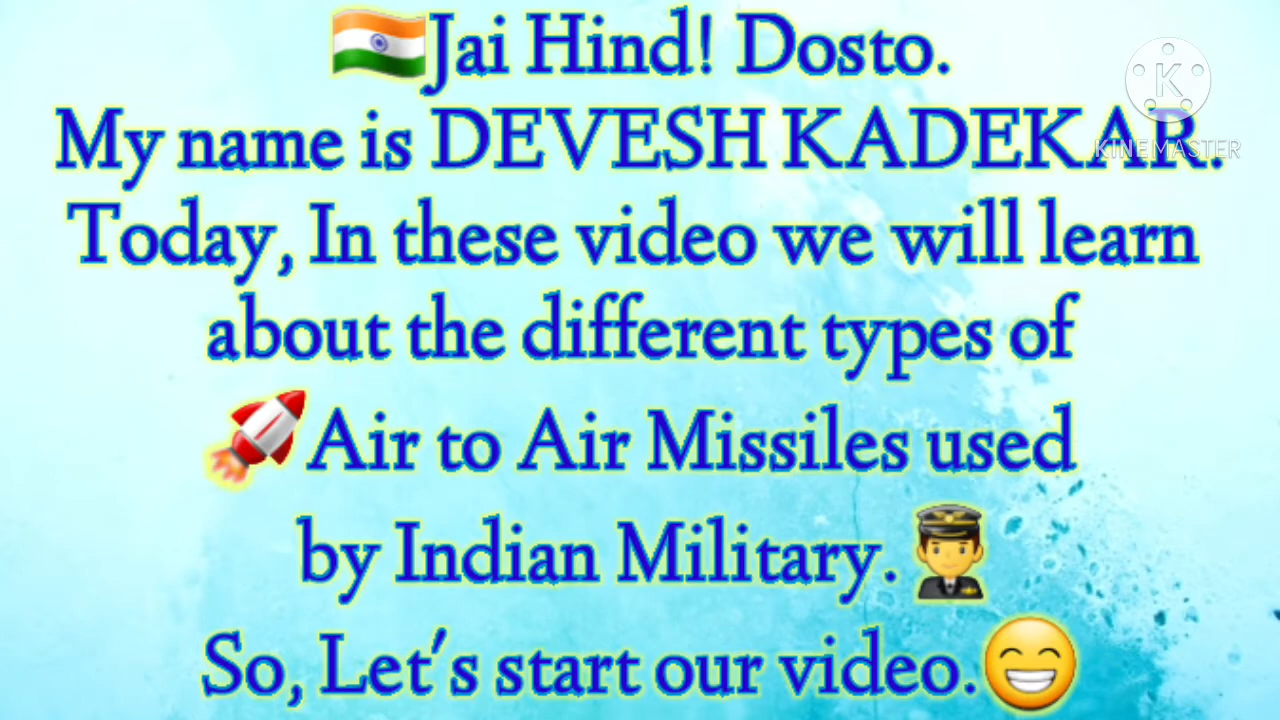 🇮🇳Jai Hind! Dosto.
My name is DEVESH KADEKAR.
Today, In these video we will learn
about the different types of
🚀Air to Air Missiles used
by Indian Military.👨‍✈️
So, Let's start our video.😁
K
KINEMASTER